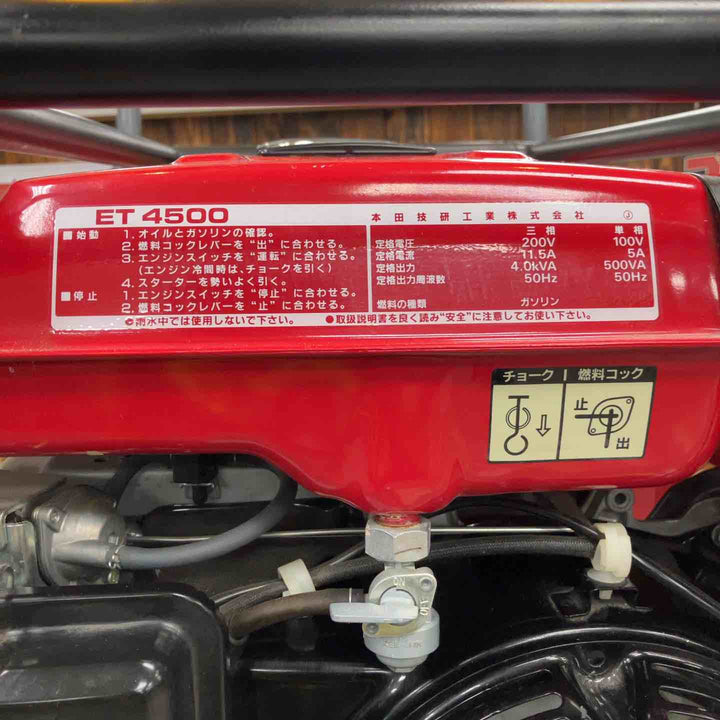 ET 4500
■始動 1. オイルとガソリンの確認。
2. 燃料コックレバーを“出”に合わせる。
3. エンジンスイッチを“運転”に合わせる。
(エンジン冷間時は、チョークを引く)
4. スターターを勢いよく引く。
■停止 1. エンジンスイッチを“停止”に合わせる。
2. 燃料コックレバーを“止”に合わせる。
●雨水中では使用しないで下さい。
本田技研工業株式会社 Ⓙ
三相 単相
定格電圧 200V 100V
定格電流 11.5A 5A
定格出力 4.0kVA 500VA
定格出力周波数 50Hz 50Hz
燃料の種類 ガソリン
●取扱説明書を良く読み“安全”に注意してお使い下さい。
チョーク 燃料コック
止
出